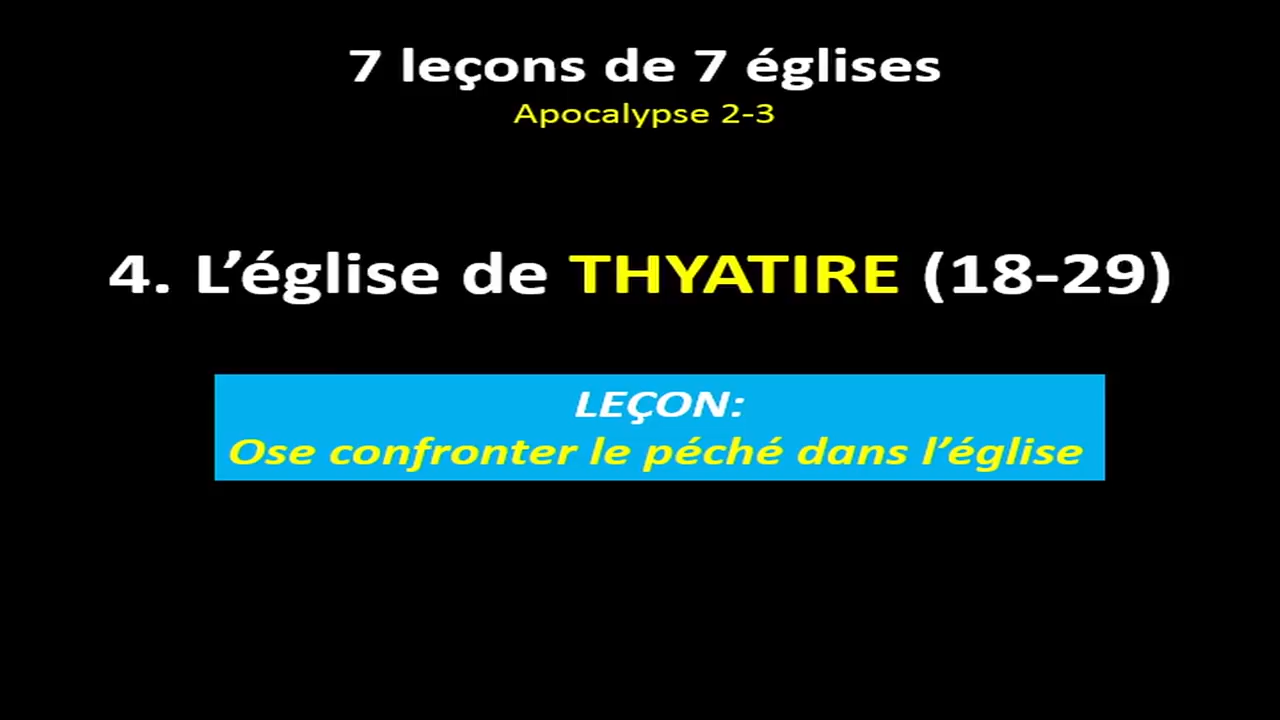 7 leçons de 7 églises
Apocalypse 2-3
4. L’église de THYATIRE (18-29)
LEÇON:
Ose confronter le péché dans l’église